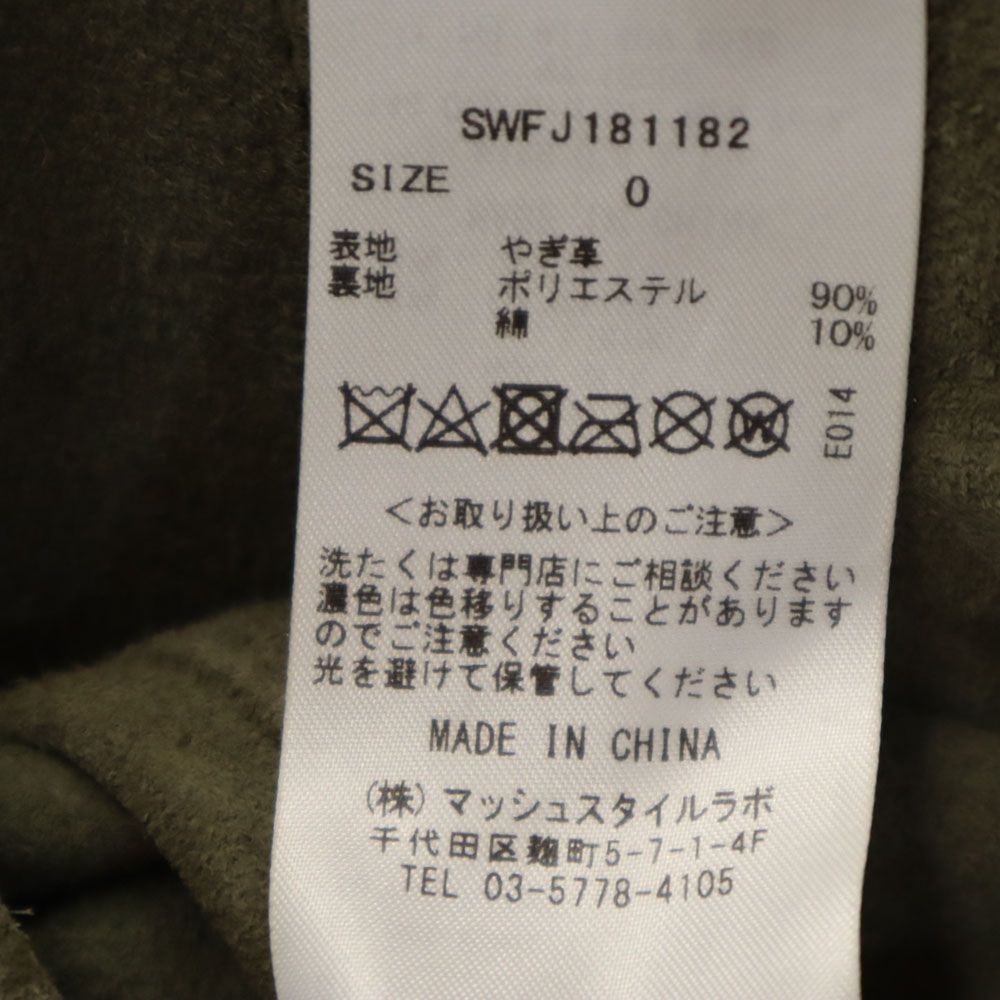 SWFJ181182
SIZE 0
表地 やぎ革
裏地 ポリエステル 90%
綿 10%
W
E014
<お取り扱い上のご注意>
洗たくは専門店にご相談ください
濃色は色移りすることがあります
のでご注意ください
光を避けて保管してください
MADE IN CHINA
(株)マッシュスタイルラボ
千代田区麹町5-7-1-4F
TEL 03-5778-4105